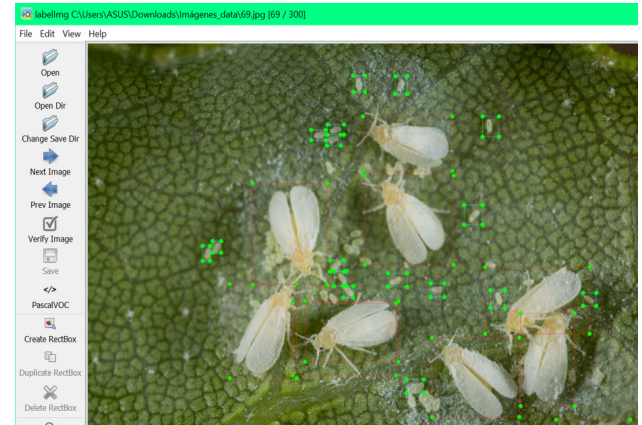 labelImg C:\Users\ASUS\Downloads\Imágenes_data\69.jpg [69 / 300]
File Edit View Help
Open
Open Dir
Change Save Dir
Next Image
Prev Image
Verify Image
Save
</>
PascalVOC
Create RectBox
Duplicate RectBox
Delete RectBox